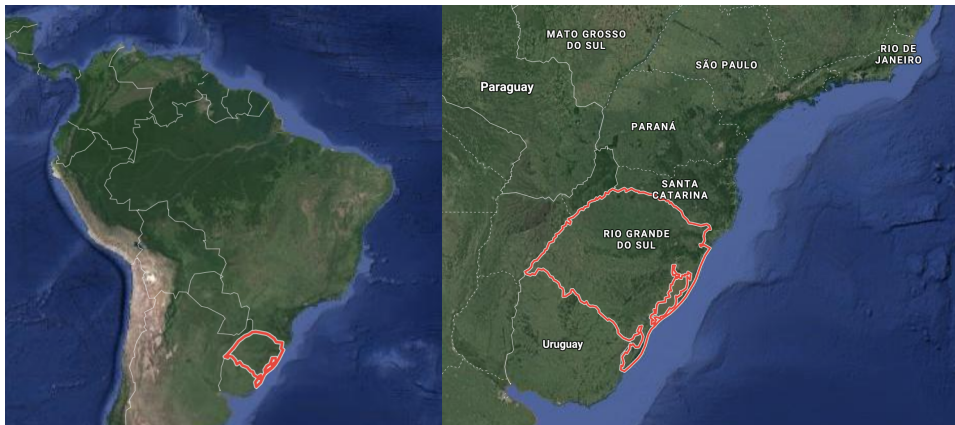 MATO GROSSO
DO SUL
RIO DE
JANEIRO
SÃO PAULO
Paraguay
PARANÁ
SANTA
CATARINA
RIO GRANDE
DO SUL
Uruguay